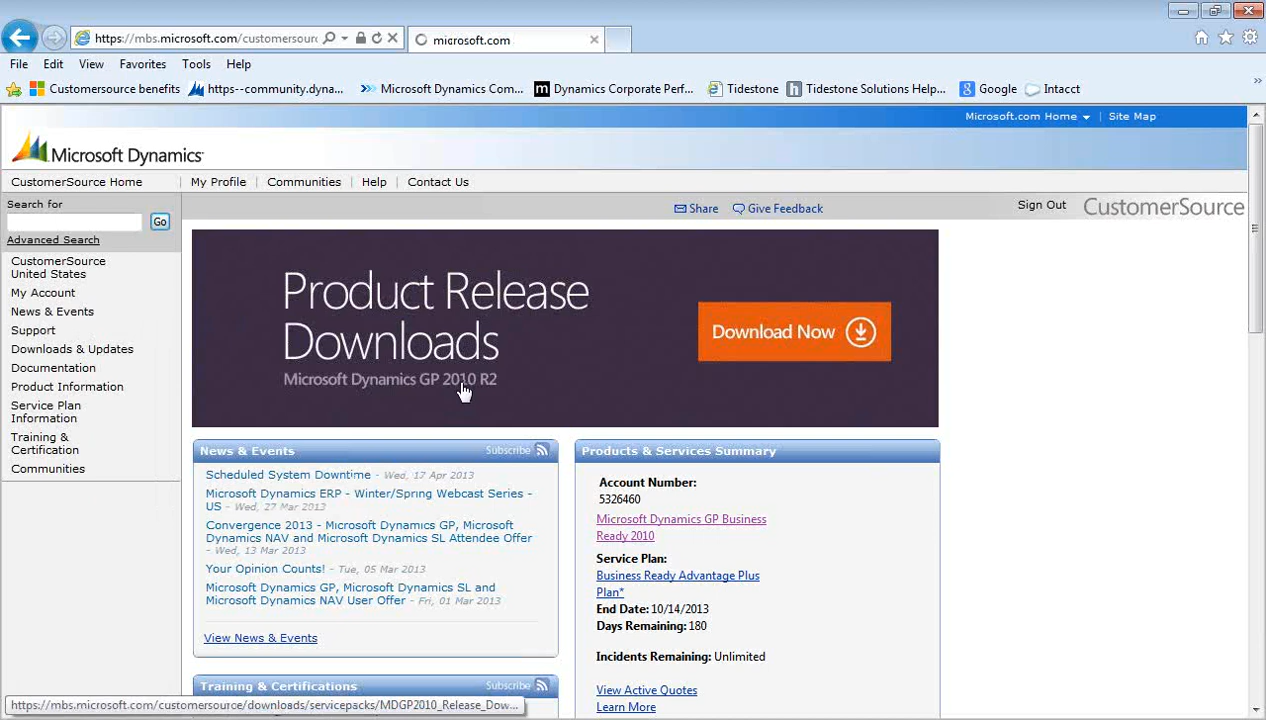 https://mbs.microsoft.com/customersourc
microsoft.com
File Edit View Favorites Tools Help
Customersource benefits https--community.dyna... Microsoft Dynamics Com... Dynamics Corporate Perf... Tidestone Tidestone Solutions Help... Google Intacct
Microsoft.com Home | Site Map
Microsoft Dynamics
CustomerSource Home My Profile Communities Help Contact Us
Search for
Go
Advanced Search
Share Give Feedback
Sign Out CustomerSource
CustomerSource
United States
My Account
News & Events
Support
Downloads & Updates
Documentation
Product Information
Service Plan
Information
Training &
Certification
Communities
Product Release
Downloads
Microsoft Dynamics GP 2010 R2
Download Now
News & Events Subscribe
Scheduled System Downtime - Wed, 17 Apr 2013
Microsoft Dynamics ERP - Winter/Spring Webcast Series -
US - Wed, 27 Mar 2013
Convergence 2013 - Microsoft Dynamics GP, Microsoft
Dynamics NAV and Microsoft Dynamics SL Attendee Offer
- Wed, 13 Mar 2013
Your Opinion Counts! - Tue, 05 Mar 2013
Microsoft Dynamics GP, Microsoft Dynamics SL and
Microsoft Dynamics NAV User Offer - Fri, 01 Mar 2013
View News & Events
Training & Certifications Subscribe
Products & Services Summary
Account Number:
5326460
Microsoft Dynamics GP Business
Ready 2010
Service Plan:
Business Ready Advantage Plus
Plan*
End Date: 10/14/2013
Days Remaining: 180
Incidents Remaining: Unlimited
View Active Quotes
Learn More
https://mbs.microsoft.com/customersource/downloads/servicepacks/MDGP2010_Release_Dow...